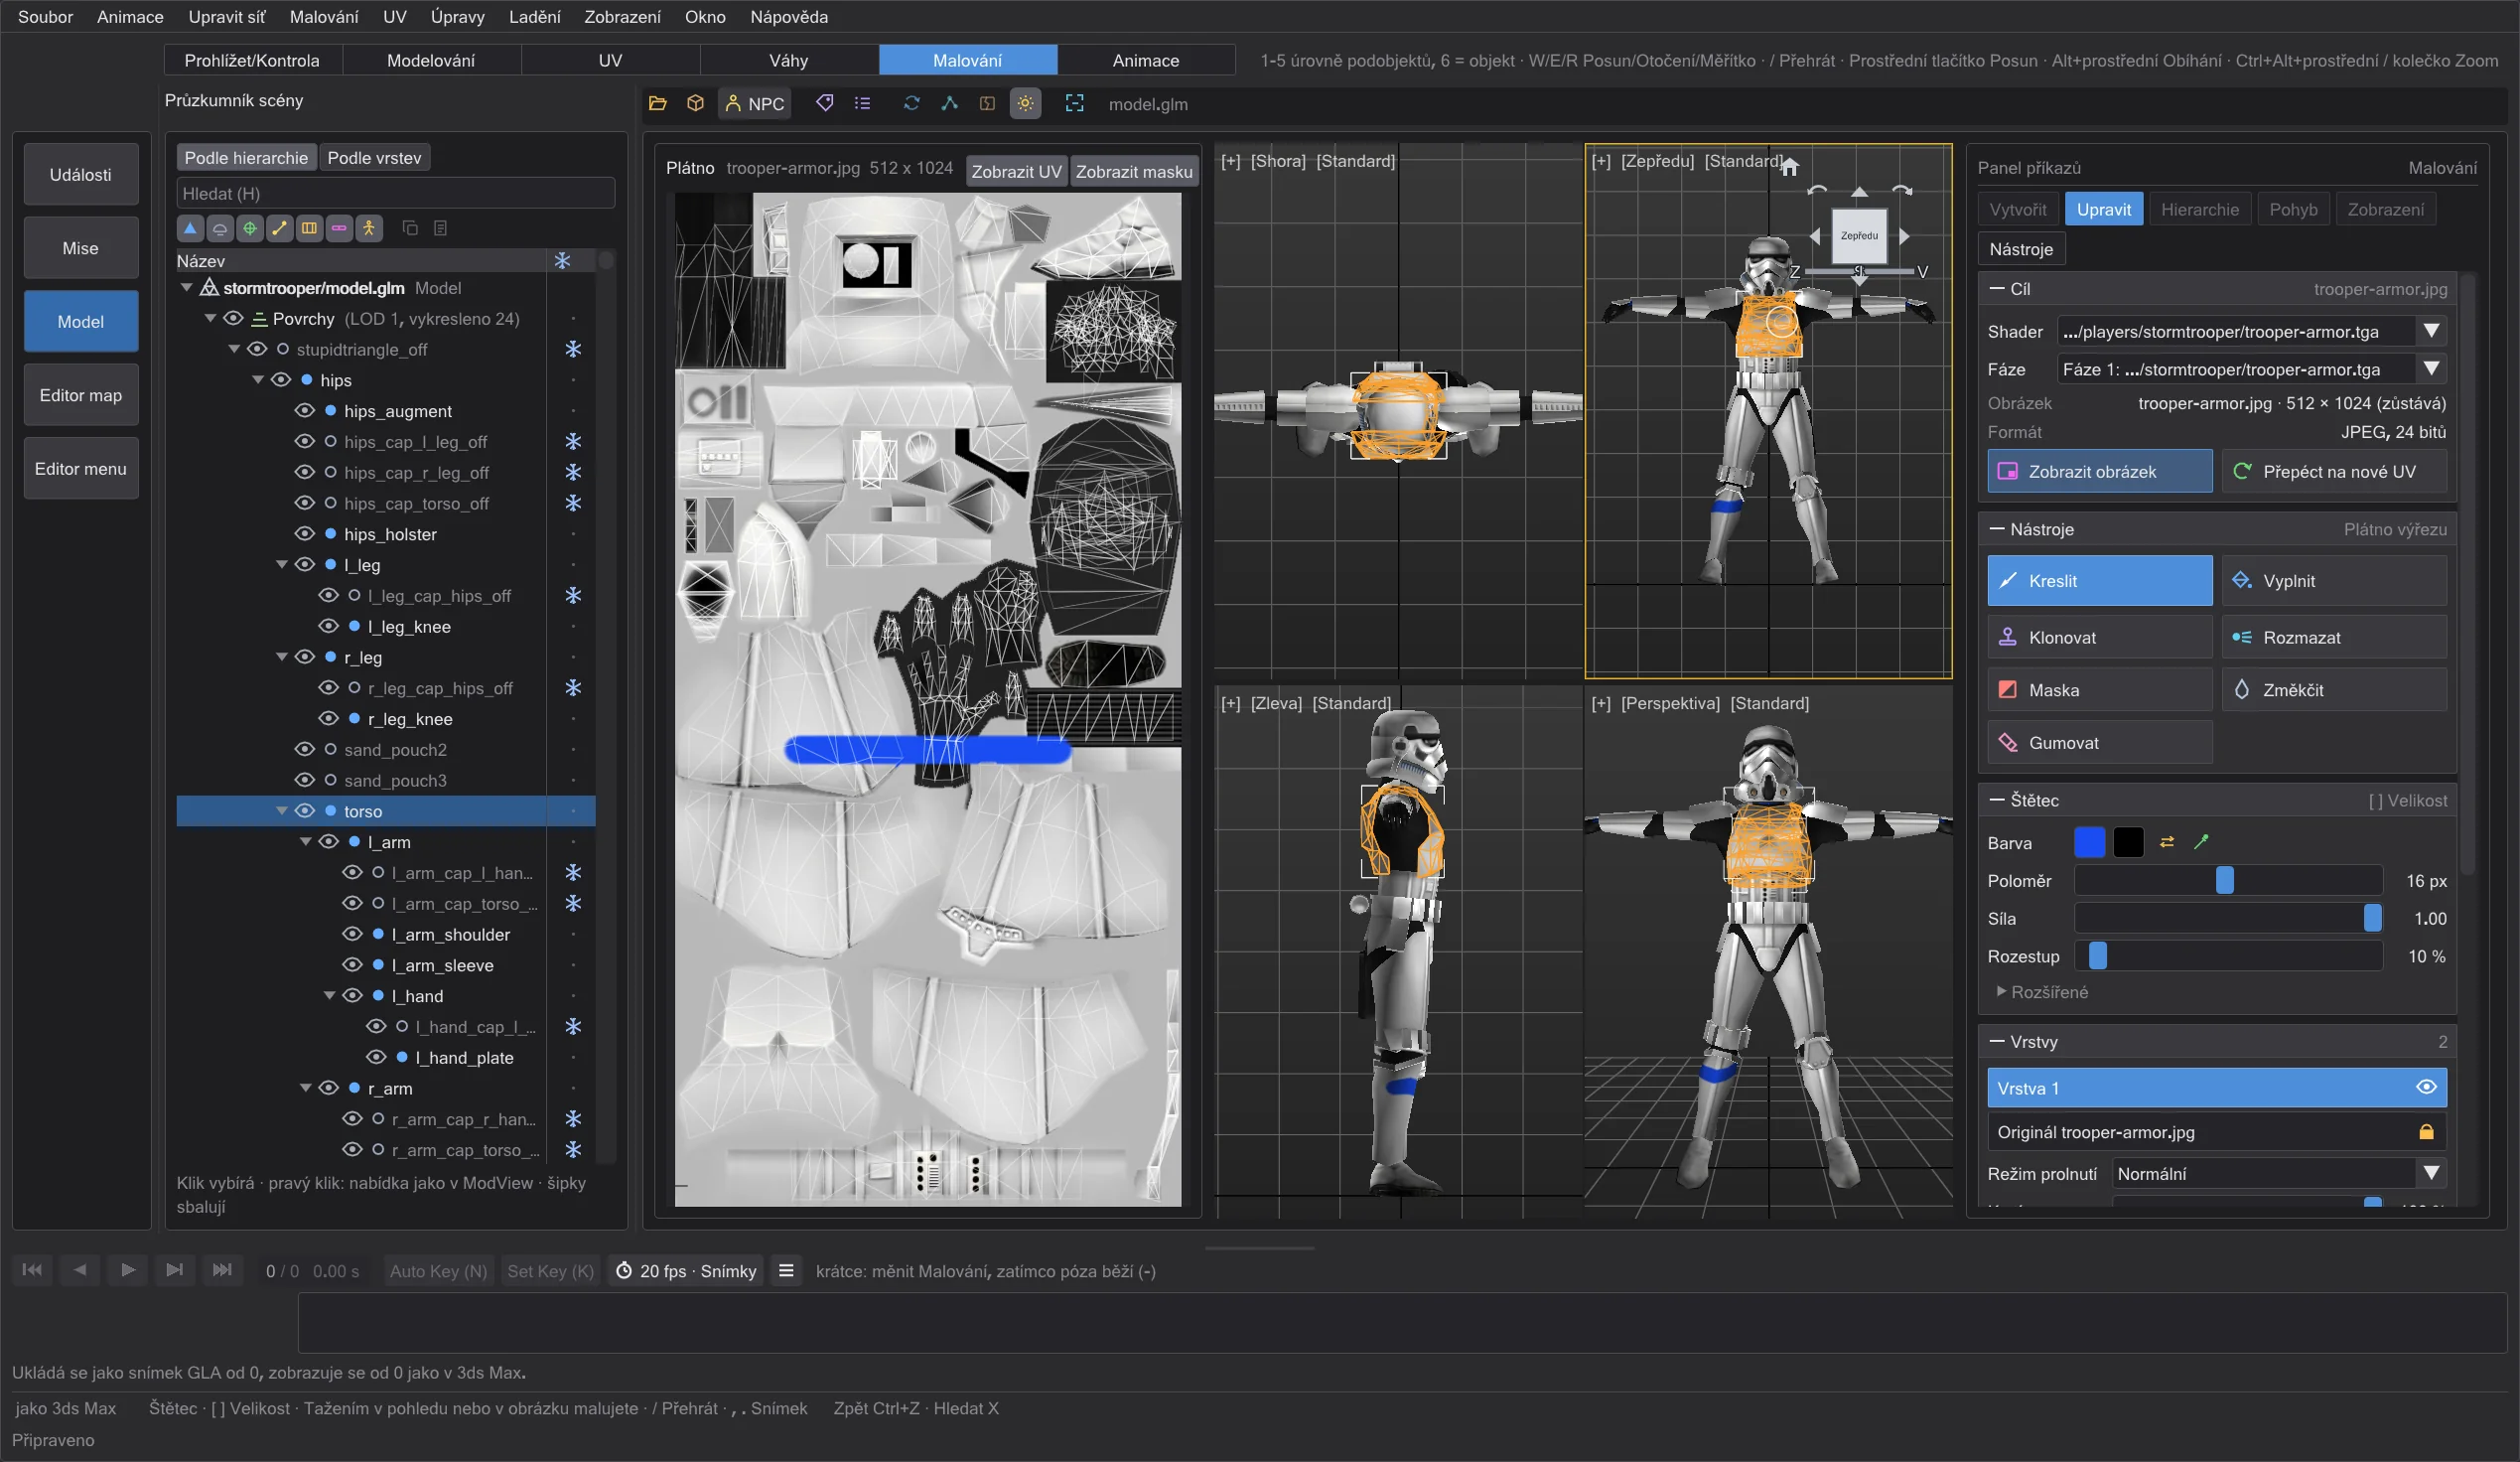 Soubor Animace Upravit síť Malování UV Úpravy Ladění Zobrazení Okno Nápověda
Prohlížet/Kontrola Modelování UV Váhy Malování Animace
1-5 úrovně podobjektů, 6 = objekt · W/E/R Posun/Otočení/Měřítko · / Přehrát · Prostřední tlačítko Posun · Alt+prostřední Obíhání · Ctrl+Alt+prostřední / kolečko Zoom
Průzkumník scény
NPC model.glm
Události
Mise
Model
Editor map
Editor menu
Podle hierarchie Podle vrstev
Hledat (H)
Název
stormtrooper/model.glm Model
Povrchy (LOD 1, vykresleno 24)
stupidtriangle_off
hips
hips_augment
hips_cap_l_leg_off
hips_cap_r_leg_off
hips_cap_torso_off
hips_holster
l_leg
l_leg_cap_hips_off
l_leg_knee
r_leg
r_leg_cap_hips_off
r_leg_knee
sand_pouch2
sand_pouch3
torso
l_arm
l_arm_cap_l_han...
l_arm_cap_torso_...
l_arm_shoulder
l_arm_sleeve
l_hand
l_hand_cap_l_...
l_hand_plate
r_arm
r_arm_cap_r_han...
r_arm_cap_torso_...
Klik vybírá · pravý klik: nabídka jako v ModView · šipky
sbalují
Plátno trooper-armor.jpg 512 x 1024 Zobrazit UV Zobrazit masku
[+] [Shora] [Standard]
[+] [Zepředu] [Standard]
Zepředu
Z V
[+] [Zleva] [Standard]
[+] [Perspektiva] [Standard]
Panel příkazů Malování
Vytvořit Upravit Hierarchie Pohyb Zobrazení
Nástroje
Cíl trooper-armor.jpg
Shader .../players/stormtrooper/trooper-armor.tga
Fáze Fáze 1: .../stormtrooper/trooper-armor.tga
Obrázek trooper-armor.jpg · 512 × 1024 (zůstává)
Formát JPEG, 24 bitů
Zobrazit obrázek Přepéct na nové UV
Nástroje Plátno výřezu
Kreslit Vyplnit
Klonovat Rozmazat
Maska Změkčit
Gumovat
Štětec [ ] Velikost
Barva
Poloměr 16 px
Síla 1.00
Rozestup 10 %
Rozšířené
Vrstvy 2
Vrstva 1
Originál trooper-armor.jpg
Režim prolnutí Normální
0 / 0 0.00 s Auto Key (N) Set Key (K) 20 fps · Snímky krátce: měnit Malování, zatímco póza běží (-)
Ukládá se jako snímek GLA od 0, zobrazuje se od 0 jako v 3ds Max.
jako 3ds Max Štětec · [ ] Velikost · Tažením v pohledu nebo v obrázku malujete · / Přehrát · , . Snímek Zpět Ctrl+Z · Hledat X
Připraveno